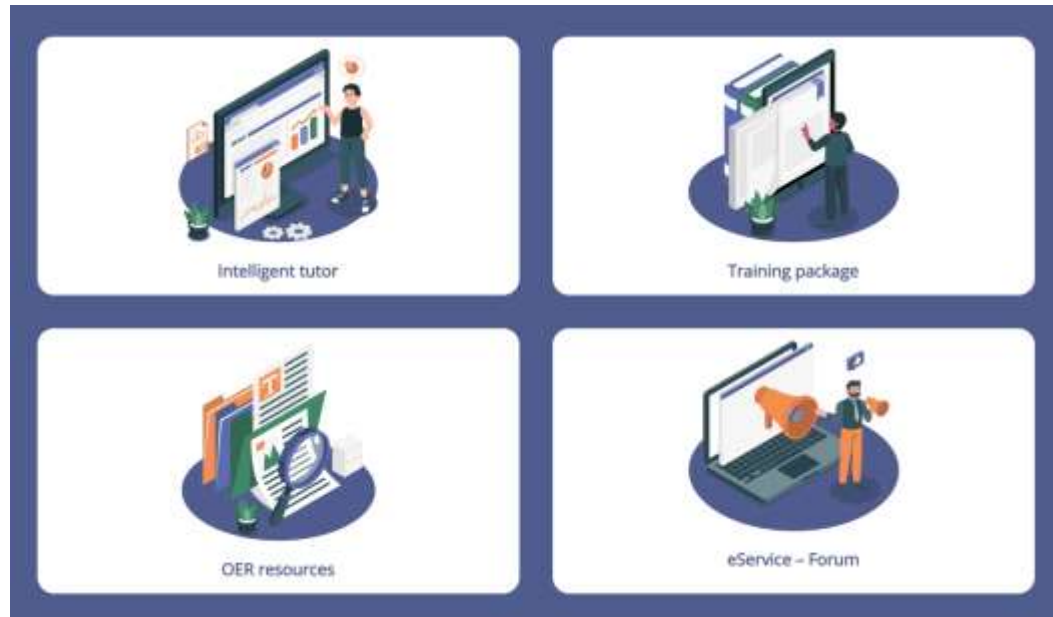 Intelligent tutor
Training package
T
OER resources
eService – Forum